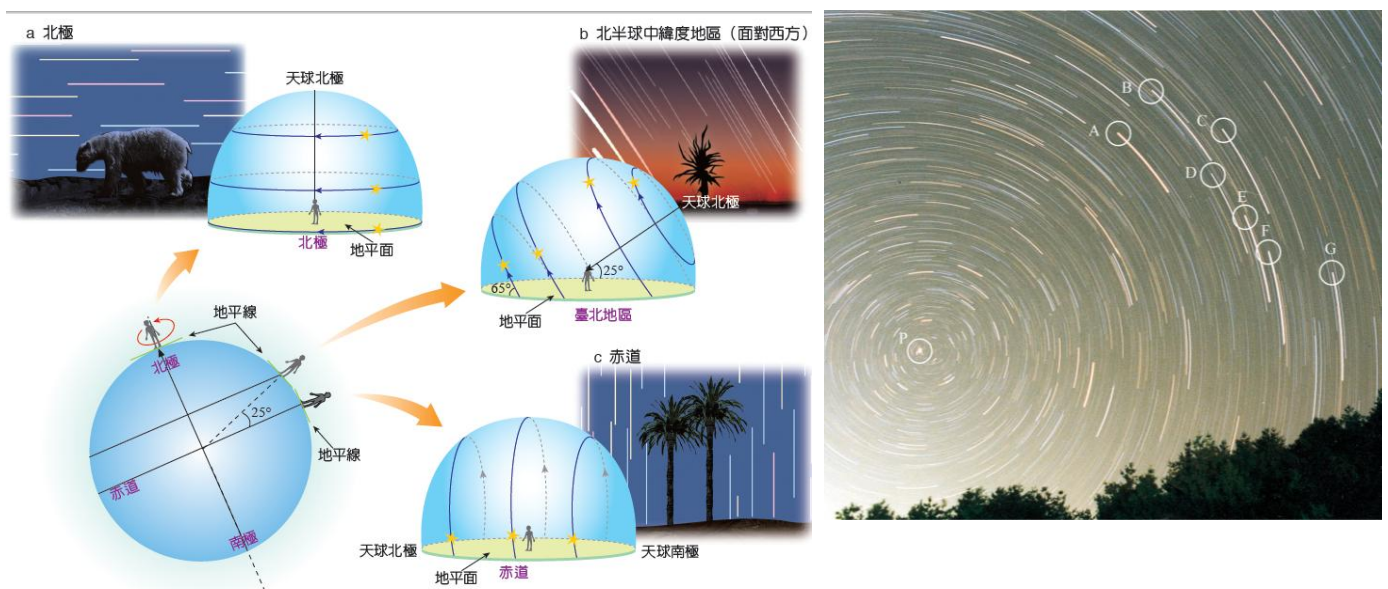 a 北極
天球北極
北極
地平面
b 北半球中緯度地區（面對西方）
天球北極
25°
65°
地平面
臺北地區
地平線
北極
25°
地平線
赤道
南極
c 赤道
天球北極
天球南極
地平面
赤道
B
C
A
D
E
F
G
P